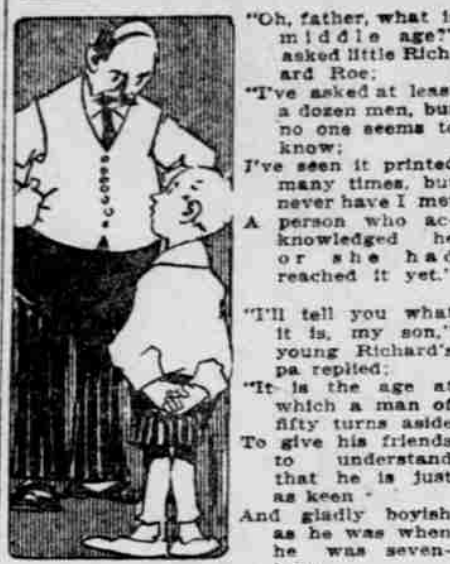 "Oh, father, what i
middle age?"
asked little Rich
ard Roe;
"I've asked at leas
a dozen men, bu
no one seems to
know;
I've seen it printed
many times, but
never have I me
A person who ac-
knowledged he
or she had
reached it yet."
"I'll tell you what
it is, my son,"
young Richard's
pa replied;
"It is the age at
which a man of
fifty turns aside
To give his friends
to understand
that he is just
as keen
And gladly boyish
as he was when
he was seven-